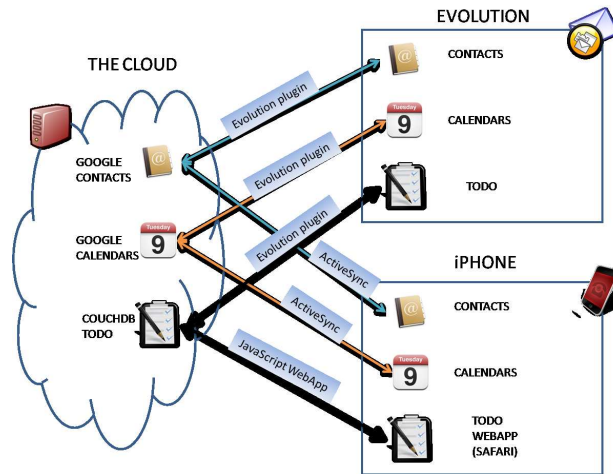 EVOLUTION
THE CLOUD
CONTACTS
Evolution plugin
Tuesday
9
CALENDARS
GOOGLE
CONTACTS
Evolution plugin
TODO
GOOGLE
CALENDARS
Tuesday
9
Evolution plugin
ActiveSync
iPHONE
COUCHDB
TODO
ActiveSync
CONTACTS
JavaScript WebApp
Tuesday
9
CALENDARS
TODO
WEBAPP
(SAFARI)